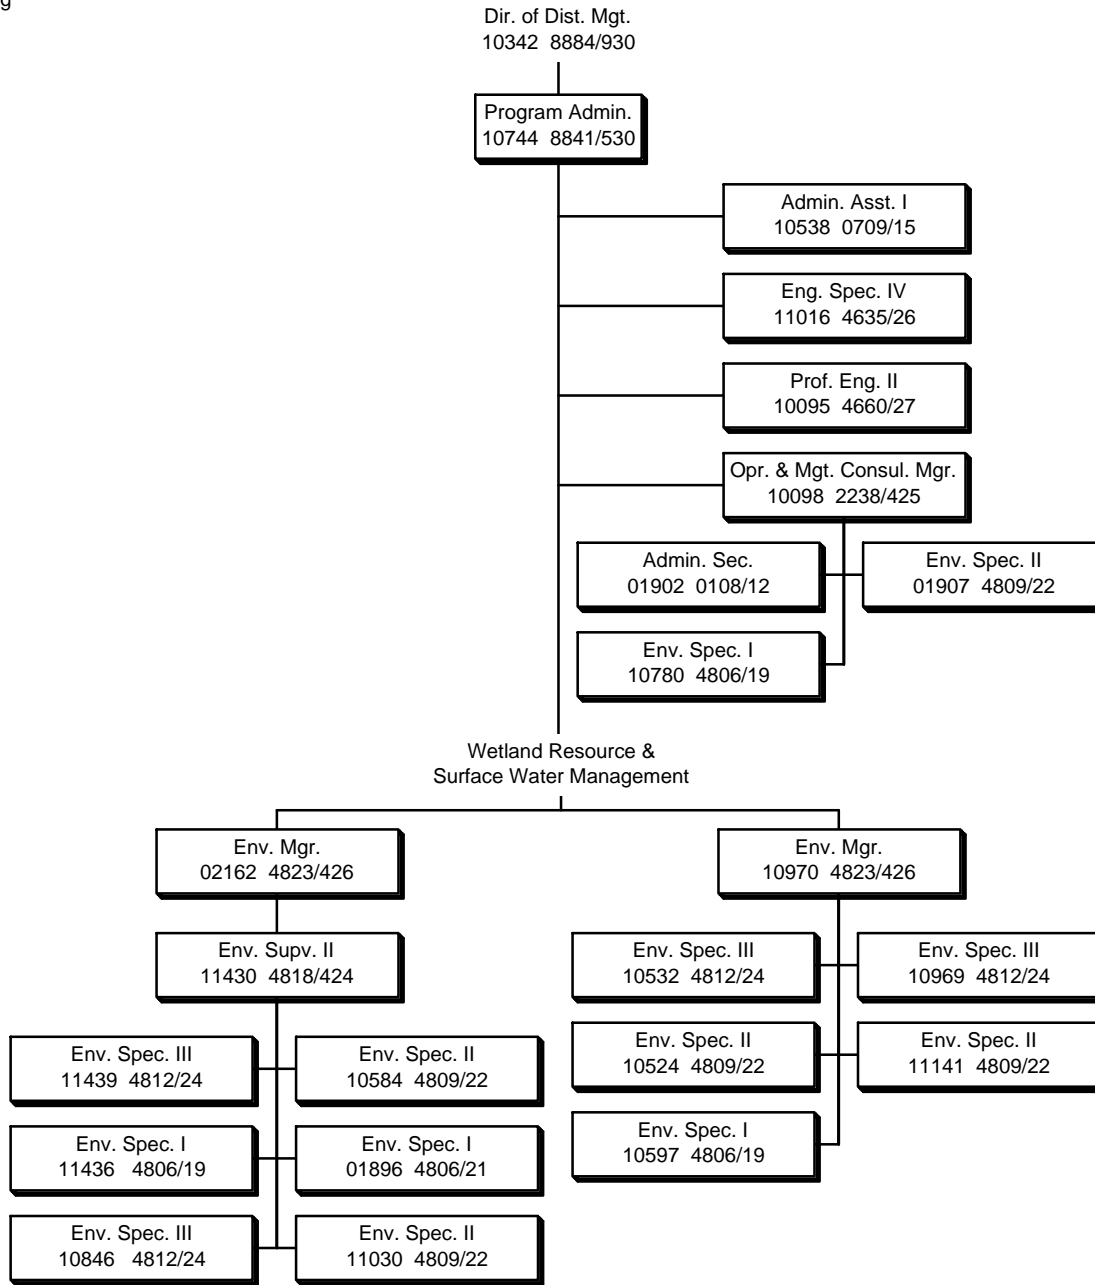 g
Dir. of Dist. Mgt.
10342 8884/930
Program Admin.
10744 8841/530
Admin. Asst. I
10538 0709/15
Eng. Spec. IV
11016 4635/26
Prof. Eng. II
10095 4660/27
Opr. & Mgt. Consul. Mgr.
10098 2238/425
Admin. Sec.
01902 0108/12
Env. Spec. II
01907 4809/22
Env. Spec. I
10780 4806/19
Wetland Resource &
Surface Water Management
Env. Mgr.
02162 4823/426
Env. Supv. II
11430 4818/424
Env. Spec. III
11439 4812/24
Env. Spec. II
10584 4809/22
Env. Spec. I
11436 4806/19
Env. Spec. I
01896 4806/21
Env. Spec. III
10846 4812/24
Env. Spec. II
11030 4809/22
Env. Mgr.
10970 4823/426
Env. Spec. III
10532 4812/24
Env. Spec. III
10969 4812/24
Env. Spec. II
10524 4809/22
Env. Spec. II
11141 4809/22
Env. Spec. I
10597 4806/19